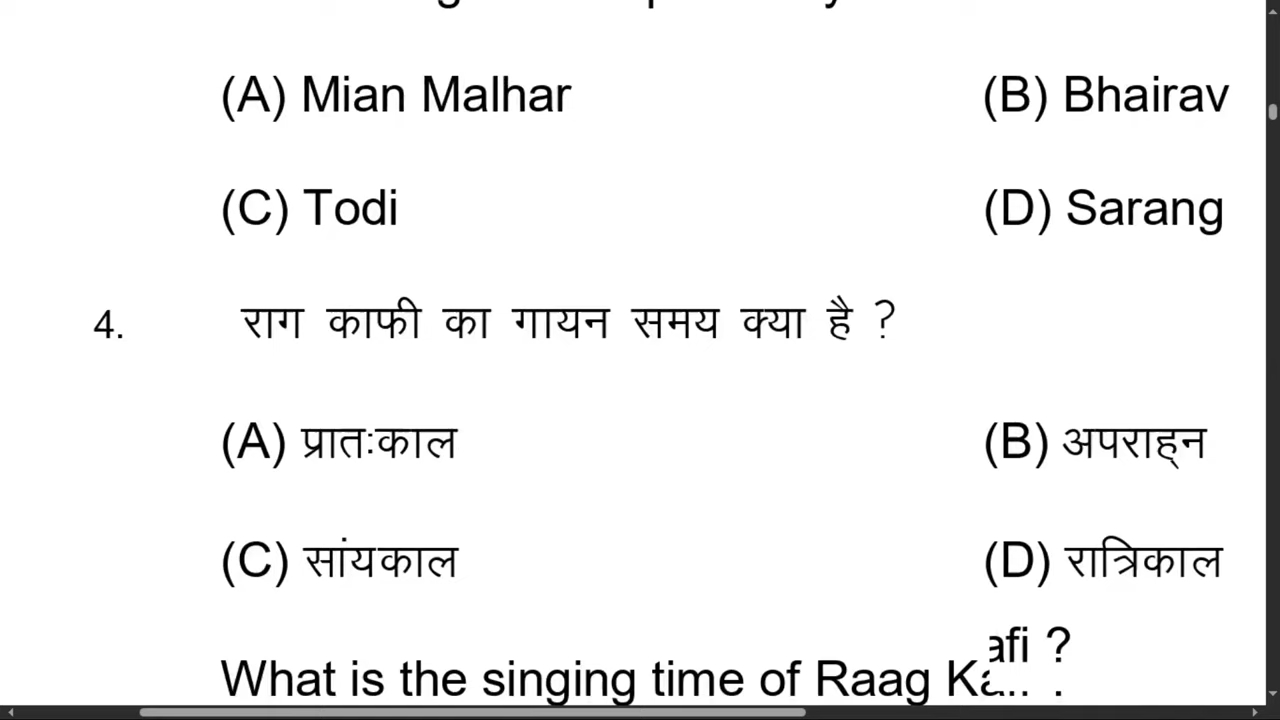 (A) Mian Malhar (B) Bhairav
(C) Todi (D) Sarang
4. राग काफी का गायन समय क्या है ?
(A) प्रातःकाल (B) अपराह्न
(C) सांयकाल (D) रात्रिकाल
What is the singing time of Raag